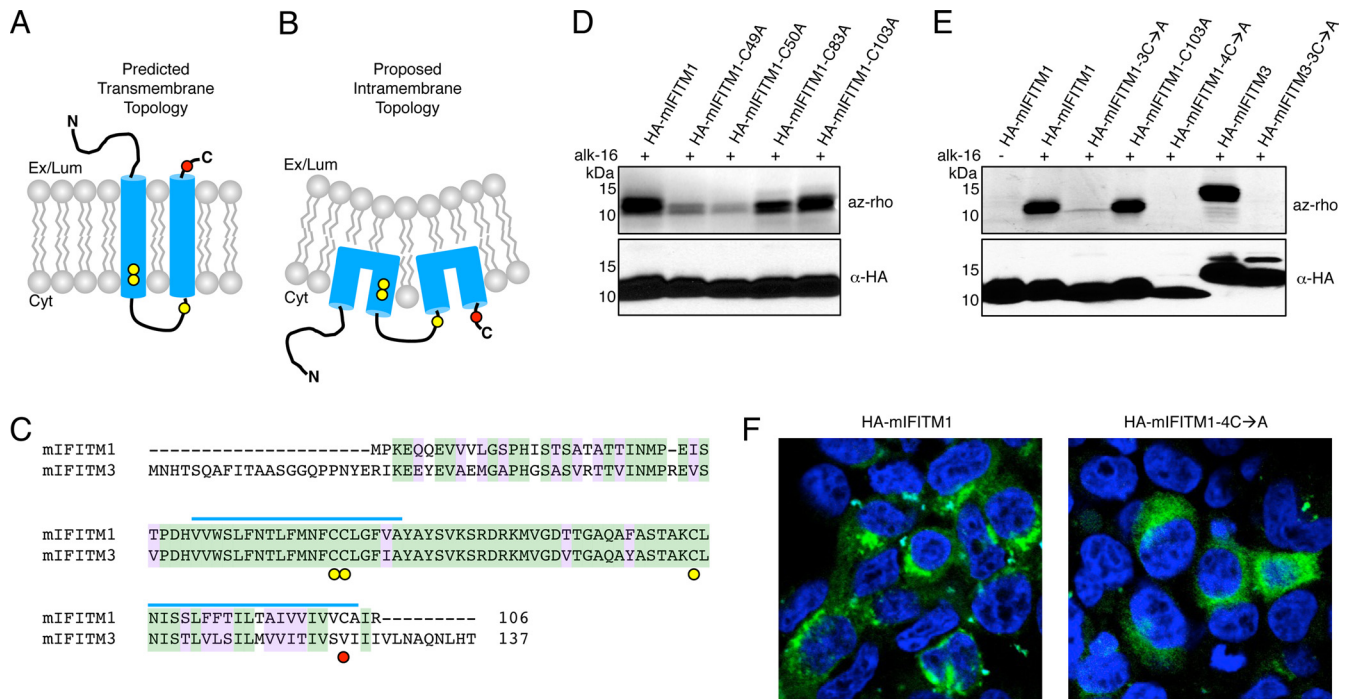 A
Predicted
Transmembrane
Topology
N
C
Ex/Lum
Cyt
B
Proposed
Intramembrane
Topology
Ex/Lum
Cyt
C
N
C
mIFITM1 ---------------------MPKEQQEVVVLGSPHISTSATATTINMP-EIS
mIFITM3 MNHTSQAFITAASGGQPPNYERIKEEYEVAEMGAPHGSASVRTTVINMPREVS
mIFITM1 TPDHVVWSLFNTLFMNFCCLGFVAYAYSVKSRDRKMVGDTTGAQAFASTAKCL
mIFITM3 VPDHVVWSLFNTLFMNFCCLGFIAYAYSVKSRDRKMVGDVTGAQAYASTAKCL
mIFITM1 NISSLFFTILTAIVVIVVCAIR--------- 106
mIFITM3 NISTLVLSILMVVITIVSVIIIVLNAQNLHT 137
D
HA-mIFITM1
HA-mIFITM1-C49A
HA-mIFITM1-C50A
HA-mIFITM1-C83A
HA-mIFITM1-C103A
alk-16 + + + + +
kDa
15
10
az-rho
15
10
α-HA
E
HA-mIFITM1
HA-mIFITM1
HA-mIFITM1-3C→A
HA-mIFITM1-C103A
HA-mIFITM1-4C→A
HA-mIFITM3
HA-mIFITM3-3C→A
alk-16 - + + + + + +
kDa
15
10
az-rho
15
10
α-HA
F
HA-mIFITM1
HA-mIFITM1-4C→A